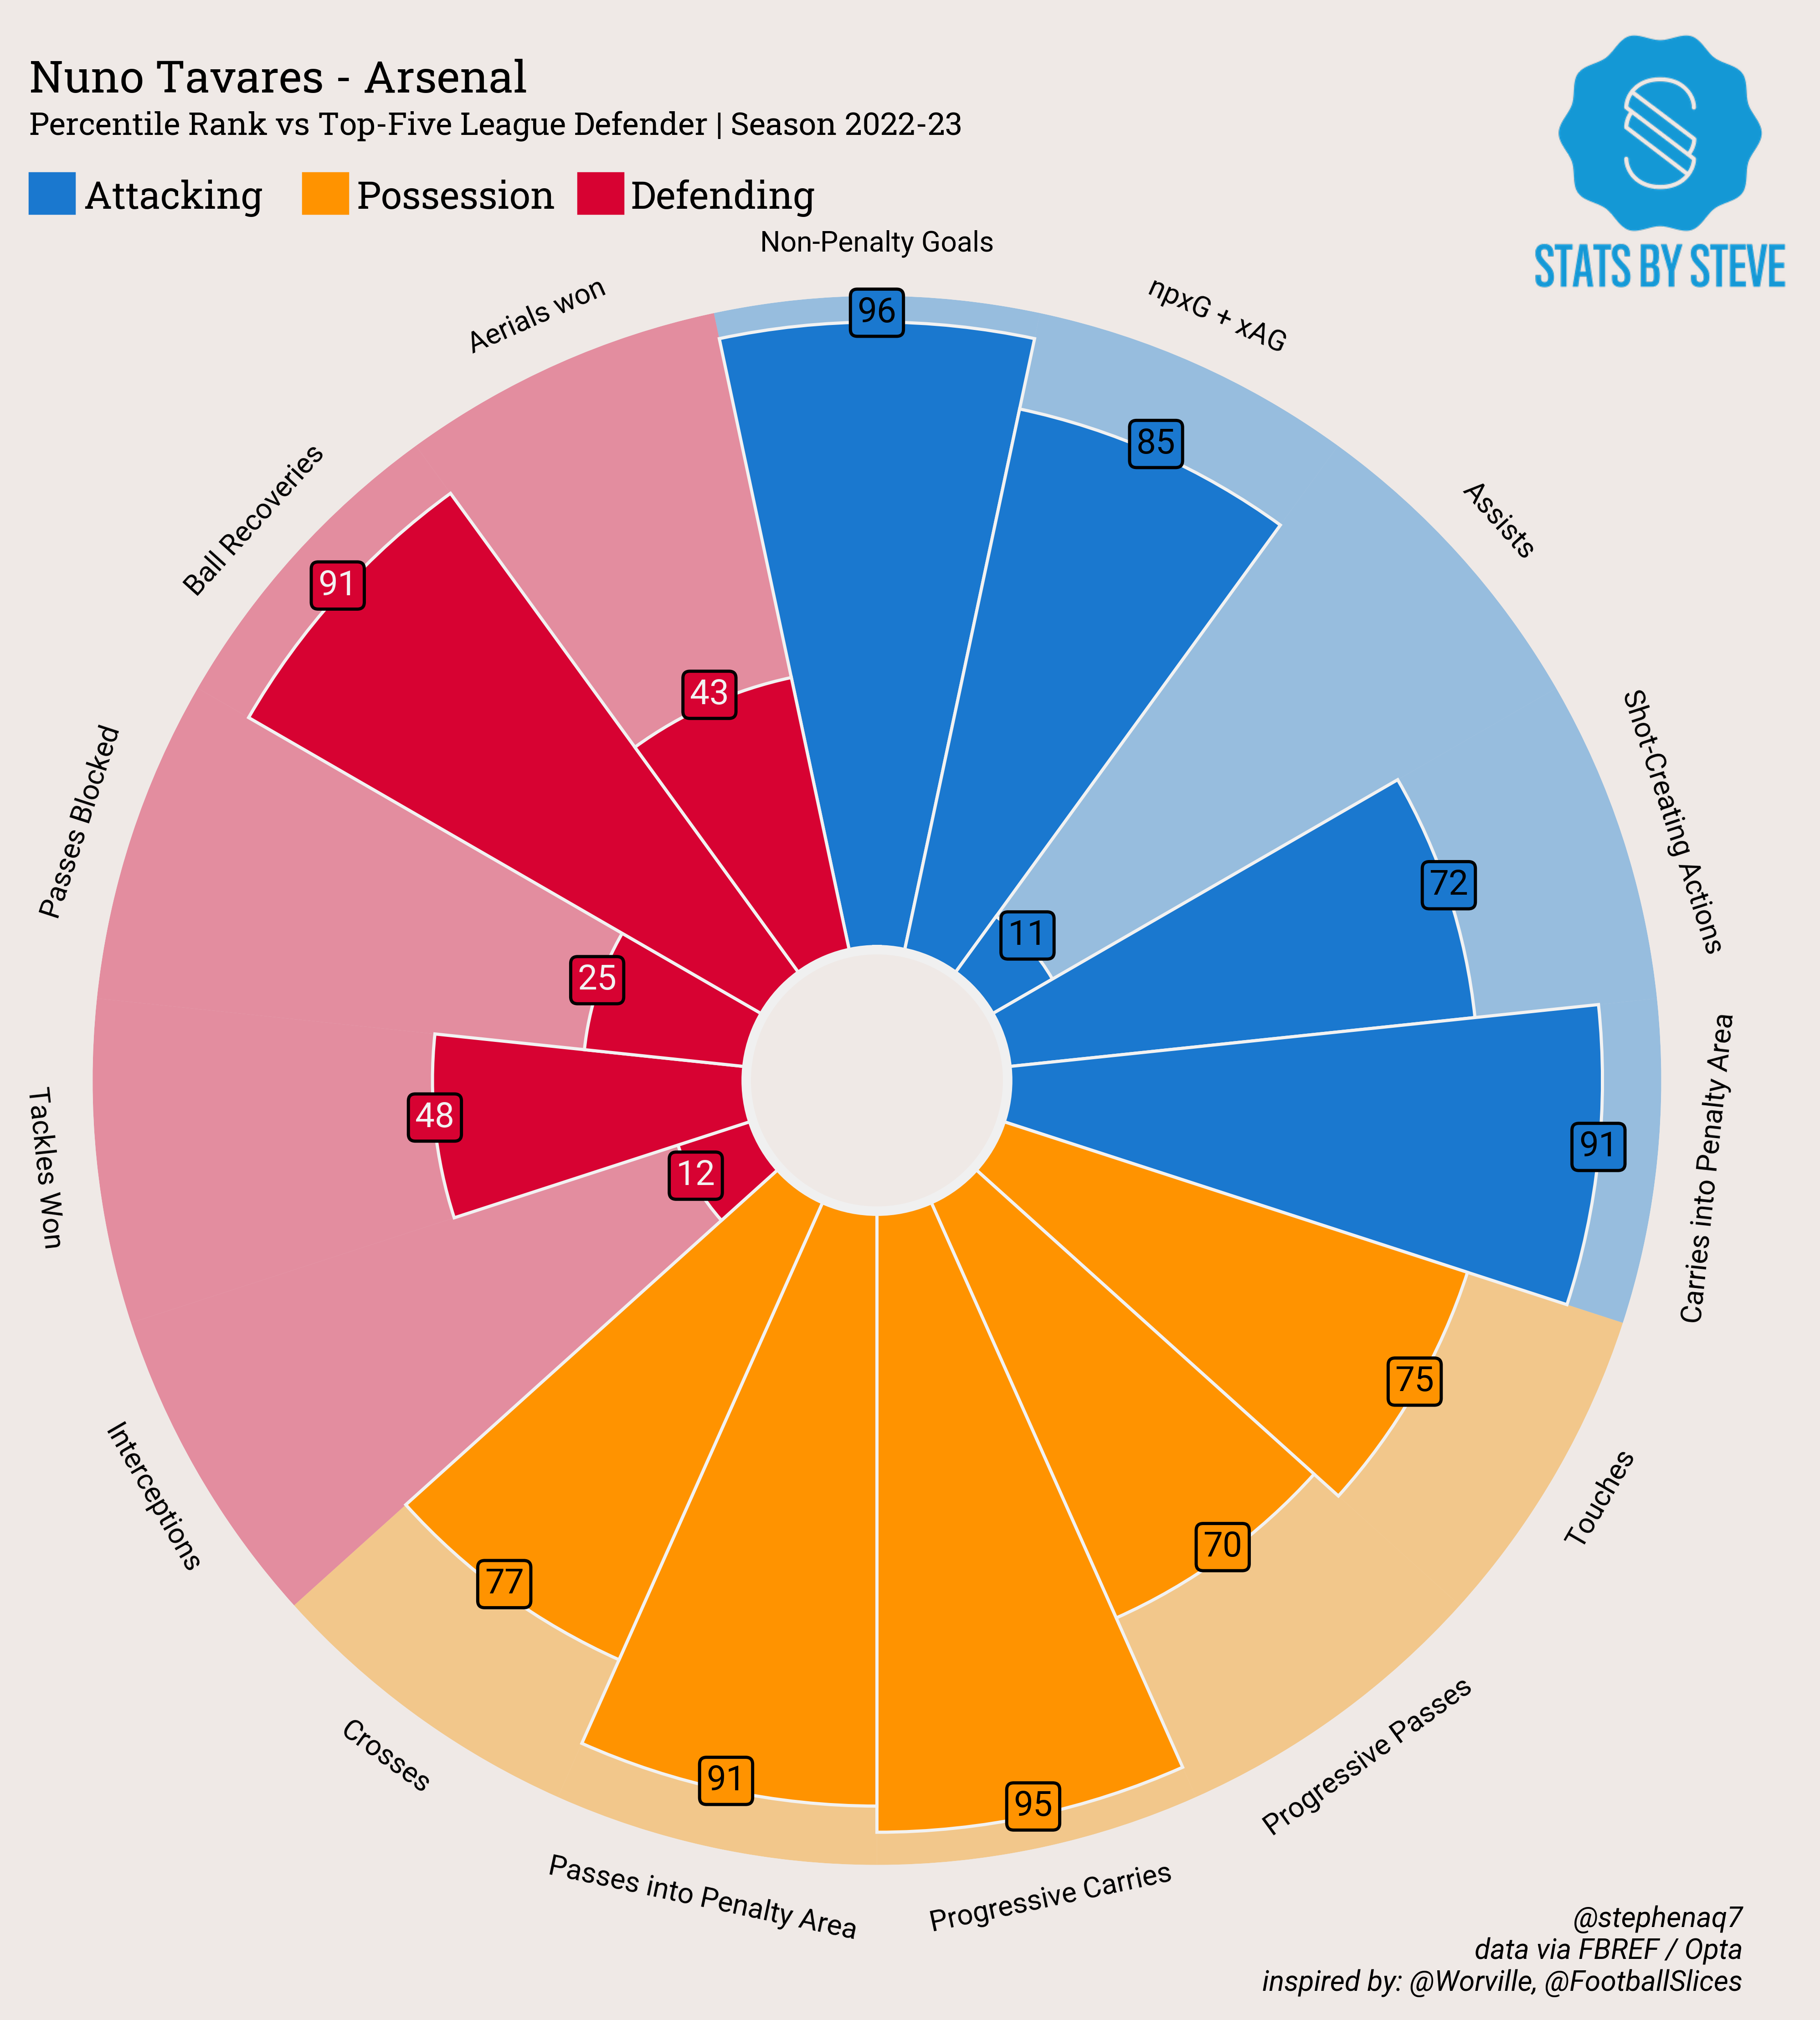 Nuno Tavares - Arsenal
Percentile Rank vs Top-Five League Defender | Season 2022-23
Attacking
Possession
Defending
STATS BY STEVE
Non-Penalty Goals
96
npxG + xAG
85
Assists
11
Shot-Creating Actions
72
Carries into Penalty Area
91
Touches
75
Progressive Passes
70
Progressive Carries
95
Passes into Penalty Area
91
Crosses
77
Interceptions
12
Tackles Won
48
Passes Blocked
25
Ball Recoveries
91
Aerials won
43
@stephenaq7
data via FBREF / Opta
inspired by: @Worville, @FootballSlices